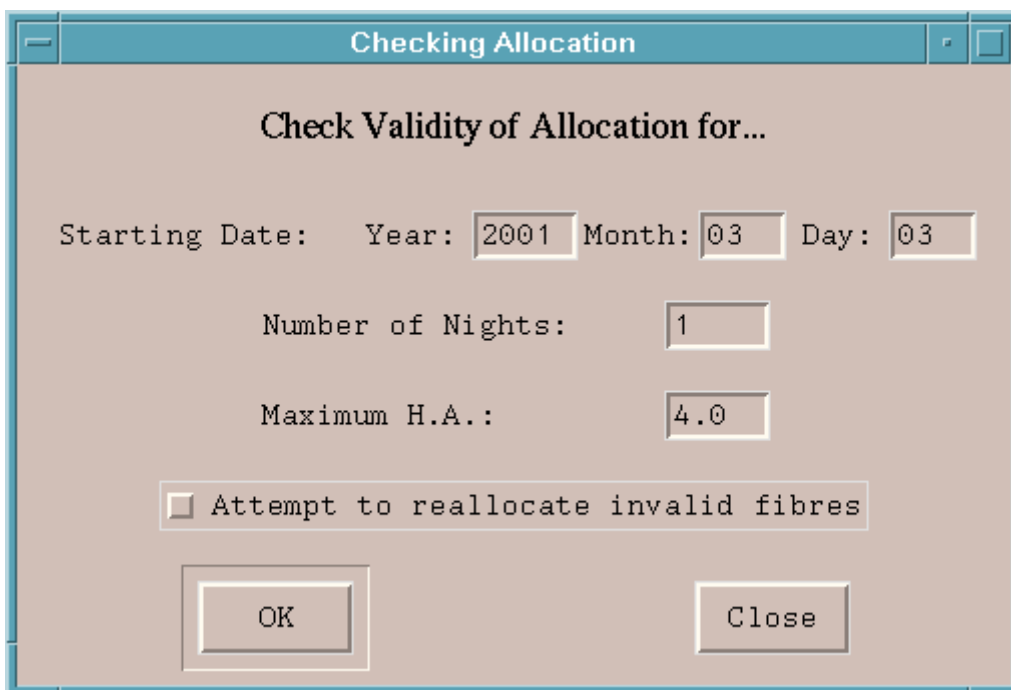 Checking Allocation
Check Validity of Allocation for...
Starting Date: Year: 2001 Month: 03 Day: 03
Number of Nights: 1
Maximum H.A.: 4.0
Attempt to reallocate invalid fibres
OK Close